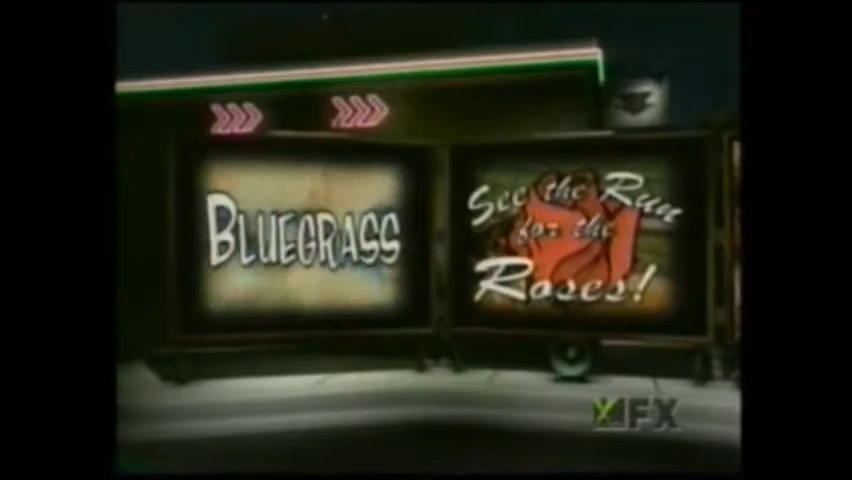 Bluegrass
See the Run
for the
Roses!
FX